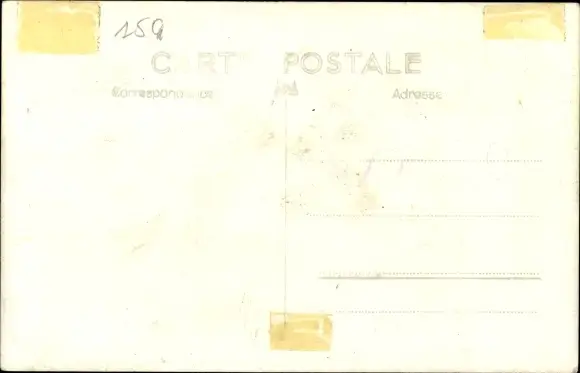 159
CARTE POSTALE
Correspondance
Adresse